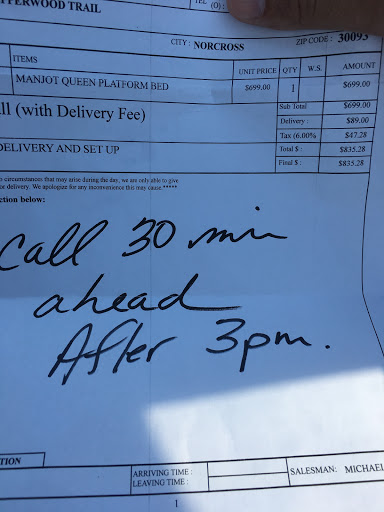 PPERWOOD TRAIL
TEL
(O) :
CITY : NORCROSS
ZIP CODE : 30093
ITEMS
UNIT PRICE QTY W.S. AMOUNT
MANJOT QUEEN PLATFORM BED $699.00 1 $699.00
ll (with Delivery Fee)
Sub Total $699.00
Delivery : $89.00
Tax (6.00% $47.28
DELIVERY AND SET UP
Total $ : $835.28
Final $ : $835.28
o circumstances that may arise during the day, we are only able to give
ce delivery. We apologize for any inconvenience this may cause.*****
ction below:
call 30 min
ahead
After 3pm.
TION
ARRIVING TIME :
LEAVING TIME :
SALESMAN: MICHAEL
1